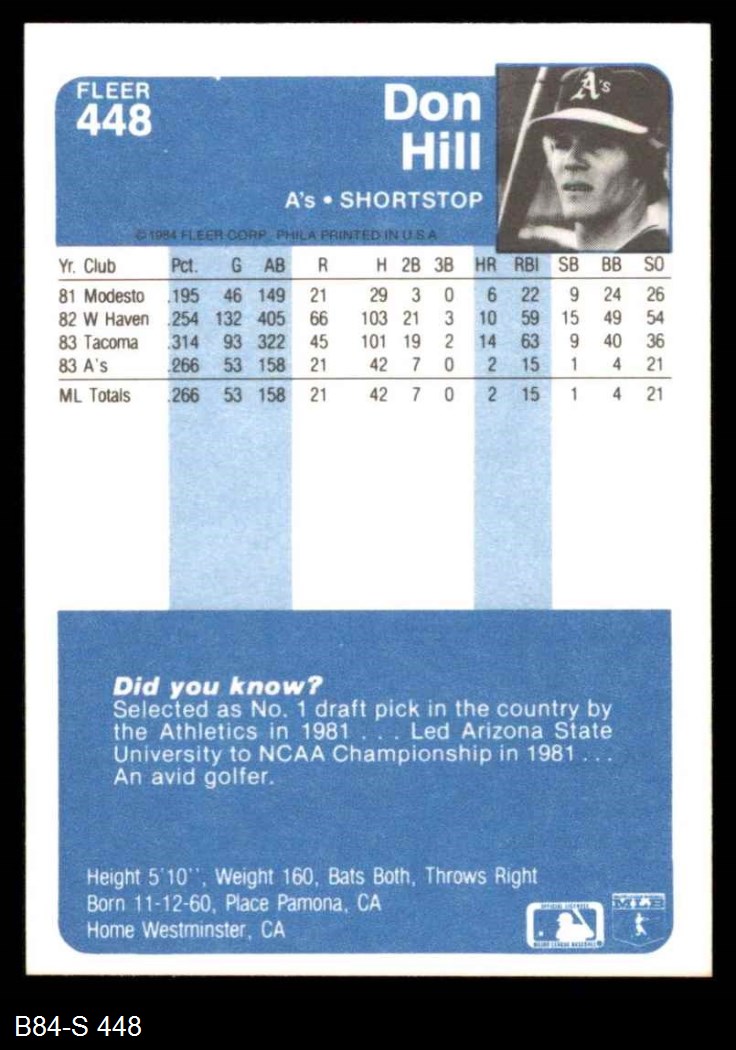 FLEER
448
Don
Hill
A's • SHORTSTOP
A's
© 1984 FLEER CORP., PHILA PRINTED IN U.S.A.
Yr. Club Pct. G AB R H 2B 3B HR RBI SB BB SO
81 Modesto .195 46 149 21 29 3 0 6 22 9 24 26
82 W Haven .254 132 405 66 103 21 3 10 59 15 49 54
83 Tacoma .314 93 322 45 101 19 2 14 63 9 40 36
83 A's .266 53 158 21 42 7 0 2 15 1 4 21
ML Totals .266 53 158 21 42 7 0 2 15 1 4 21
Did you know?
Selected as No. 1 draft pick in the country by
the Athletics in 1981 . . . Led Arizona State
University to NCAA Championship in 1981 . . .
An avid golfer.
Height 5'10'', Weight 160, Bats Both, Throws Right
Born 11-12-60, Place Pamona, CA
Home Westminster, CA
MAJOR LEAGUE BASEBALL
MLB
B84-S 448